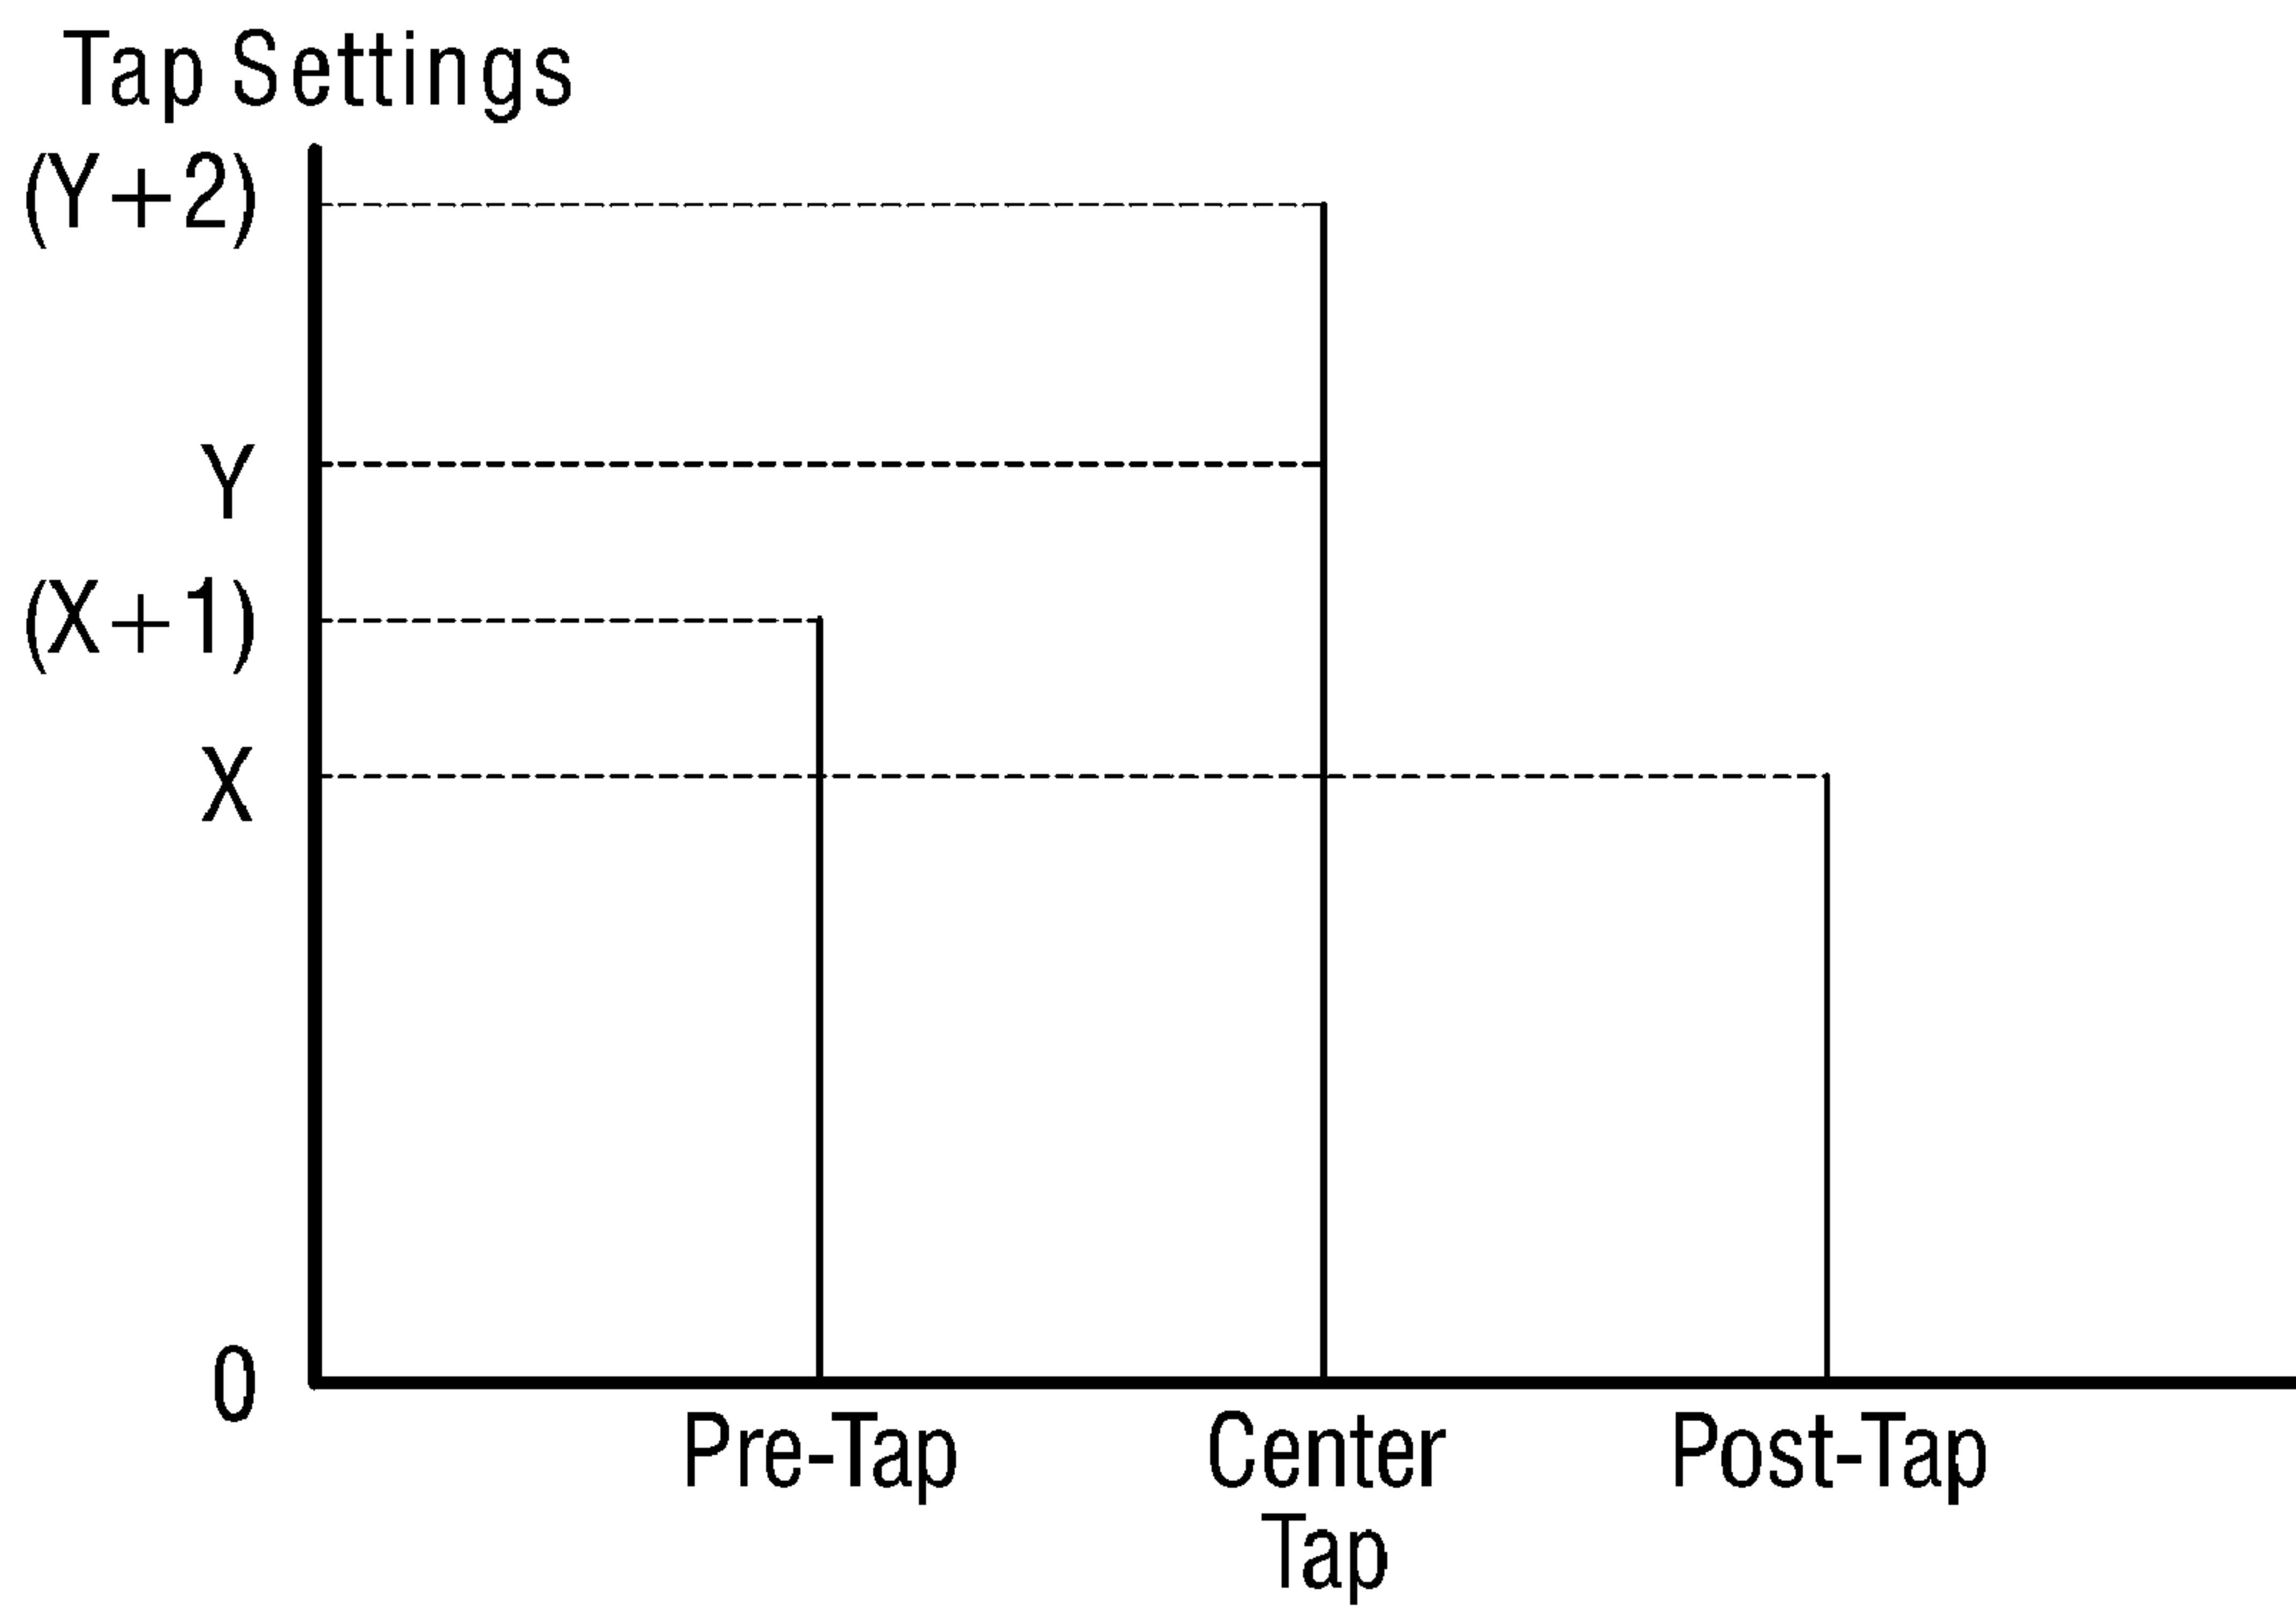 Tap Settings
(Y+2)
Y
(X+1)
X
0
Pre-Tap
Center
Tap
Post-Tap